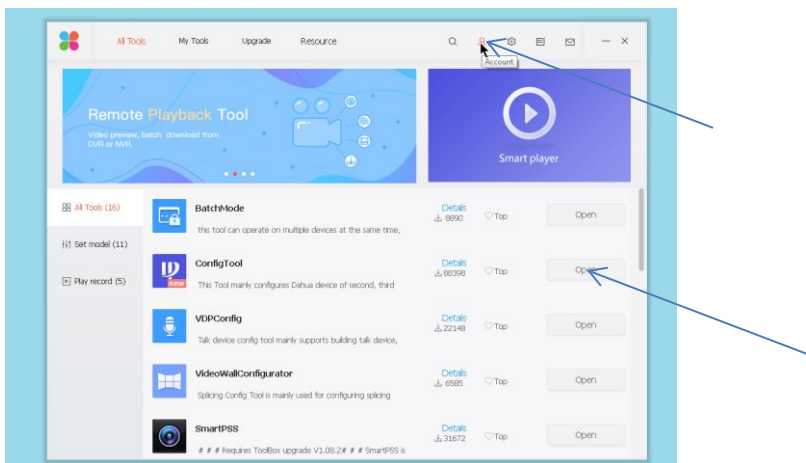 All Tools My Tools Upgrade Resource
Account
Remote Playback Tool
Video preview, batch download from
DVR or NVR.
Smart player
All Tools (16)
Set model (11)
Play record (5)
BatchMode
this tool can operate on multiple devices at the same time,
Details
8890
Top
Open
ConfigTool
new
This Tool mainly configures Dahua device of second, third
Details
88398
Top
Open
VDPConfig
Talk device config tool mainly supports building talk device,
Details
22148
Top
Open
VideoWallConfigurator
Splicing Config Tool is mainly used for configuring splicing
Details
6585
Top
Open
SmartPSS
# # # Requires ToolBox upgrade V1.08.2# # # SmartPSS is
Details
31672
Top
Open